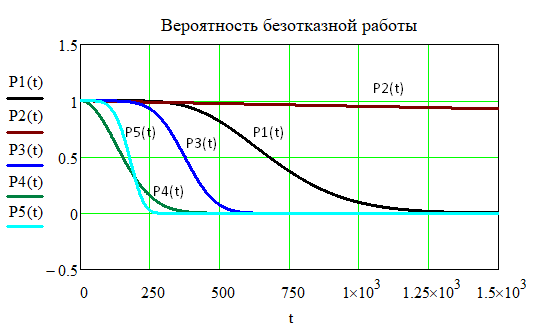 Вероятность безотказной работы
1.5
1
0.5
0
−0.5
P1(t)
P2(t)
P3(t)
P4(t)
P5(t)
P2(t)
P5(t)
P3(t)
P1(t)
P4(t)
0 250 500 750 1×10³ 1.25×10³ 1.5×10³
t